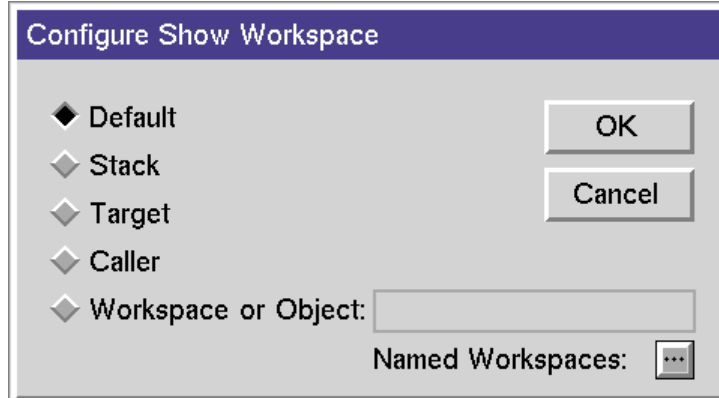 Configure Show Workspace
Default
OK
Stack
Cancel
Target
Caller
Workspace or Object:
Named Workspaces: ...